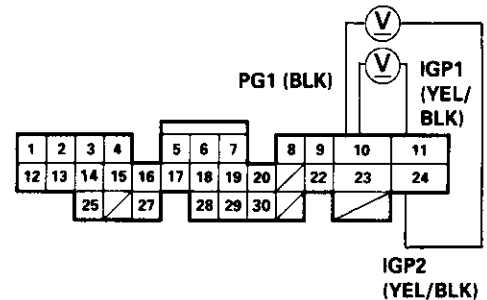 V
V
PG1 (BLK)
IGP1
(YEL/
BLK)
1 2 3 4 5 6 7 8 9 10 11
12 13 14 15 16 17 18 19 20 22 23 24
25 27 28 29 30
IGP2
(YEL/BLK)